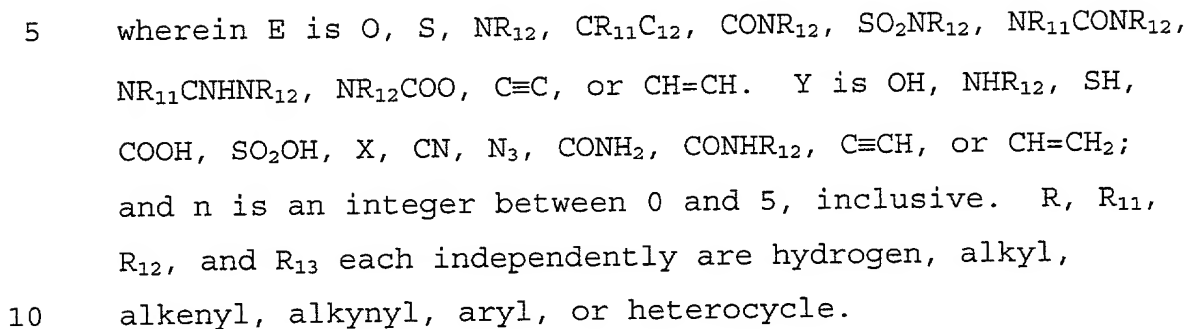 5 wherein E is O, S, NR₁₂, CR₁₁C₁₂, CONR₁₂, SO₂NR₁₂, NR₁₁CONR₁₂,
NR₁₁CNHNR₁₂, NR₁₂COO, C≡C, or CH=CH. Y is OH, NHR₁₂, SH,
COOH, SO₂OH, X, CN, N₃, CONH₂, CONHR₁₂, C≡CH, or CH=CH₂;
and n is an integer between 0 and 5, inclusive. R, R₁₁,
R₁₂, and R₁₃ each independently are hydrogen, alkyl,
10 alkenyl, alkynyl, aryl, or heterocycle.